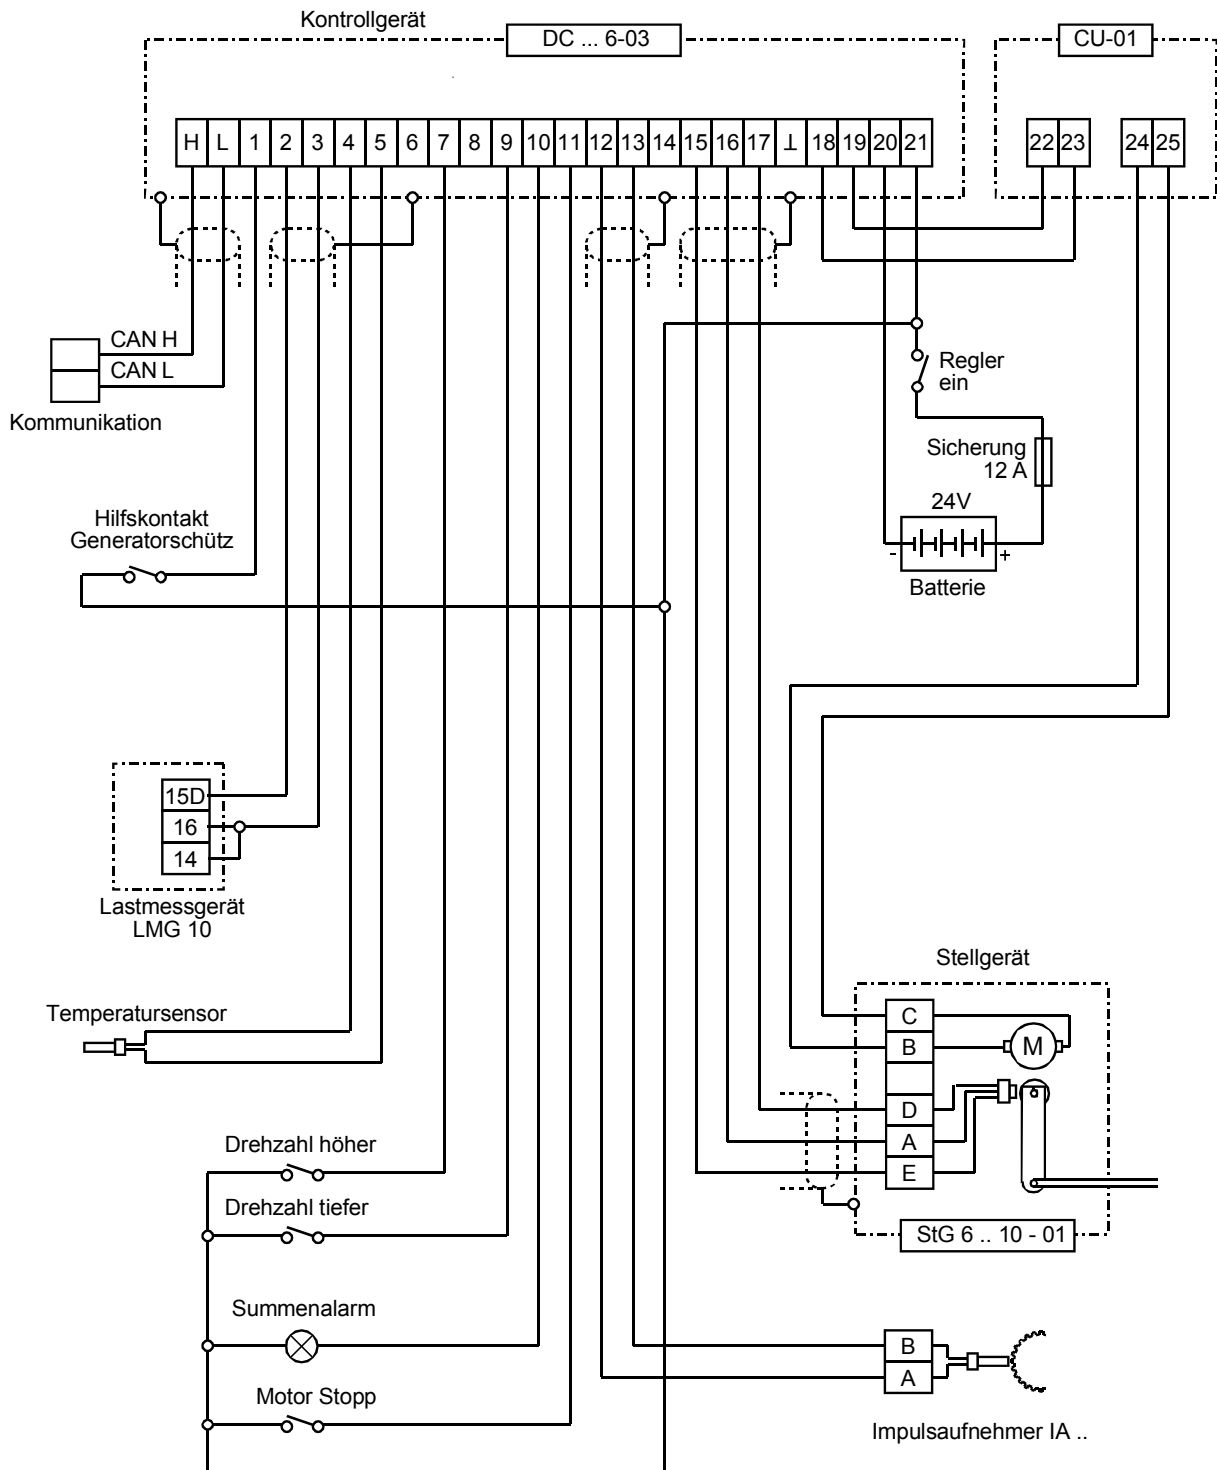 Kontrollgerät
DC ... 6-03
CU-01
H L 1 2 3 4 5 6 7 8 9 10 11 12 13 14 15 16 17 ⊥ 18 19 20 21
22 23
24 25
CAN H
CAN L
Kommunikation
Regler
ein
Sicherung
12 A
24V
- +
Batterie
Hilfskontakt
Generatorschütz
15D
16
14
Lastmessgerät
LMG 10
Stellgerät
Temperatursensor
C
B
M
D
A
E
StG 6 .. 10 - 01
Drehzahl höher
Drehzahl tiefer
Summenalarm
Motor Stopp
B
A
Impulsaufnehmer IA ..